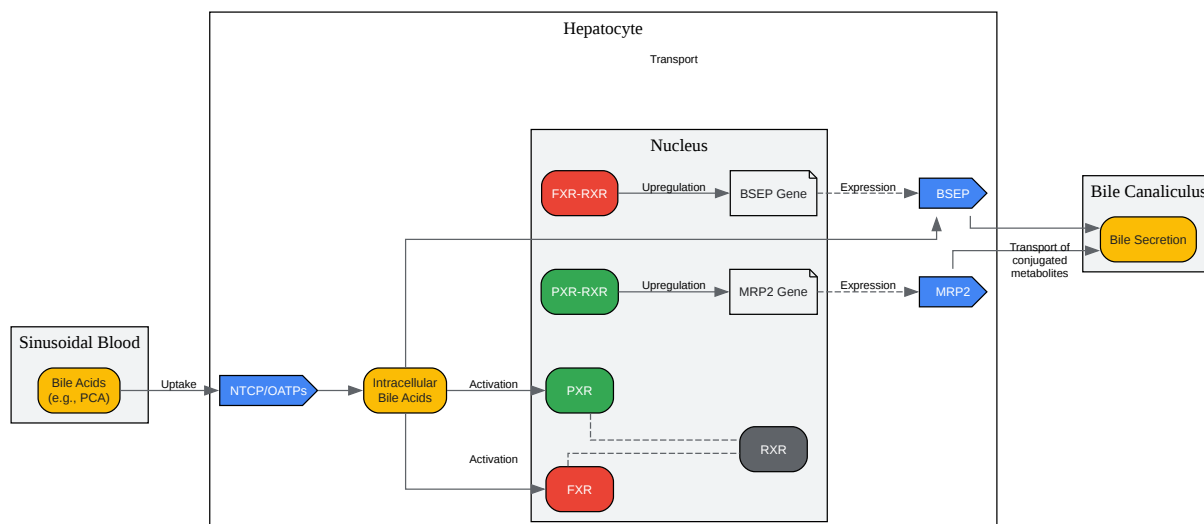 Hepatocyte
Transport
Nucleus
FXR-RXR
Upregulation
BSEP Gene
Expression
BSEP
Bile Canaliculus
Bile Secretion
Transport of
conjugated
metabolites
PXR-RXR
Upregulation
MRP2 Gene
Expression
MRP2
Sinusoidal Blood
Bile Acids
(e.g., PCA)
Uptake
NTCP/OATPs
Intracellular
Bile Acids
Activation
PXR
RXR
Activation
FXR